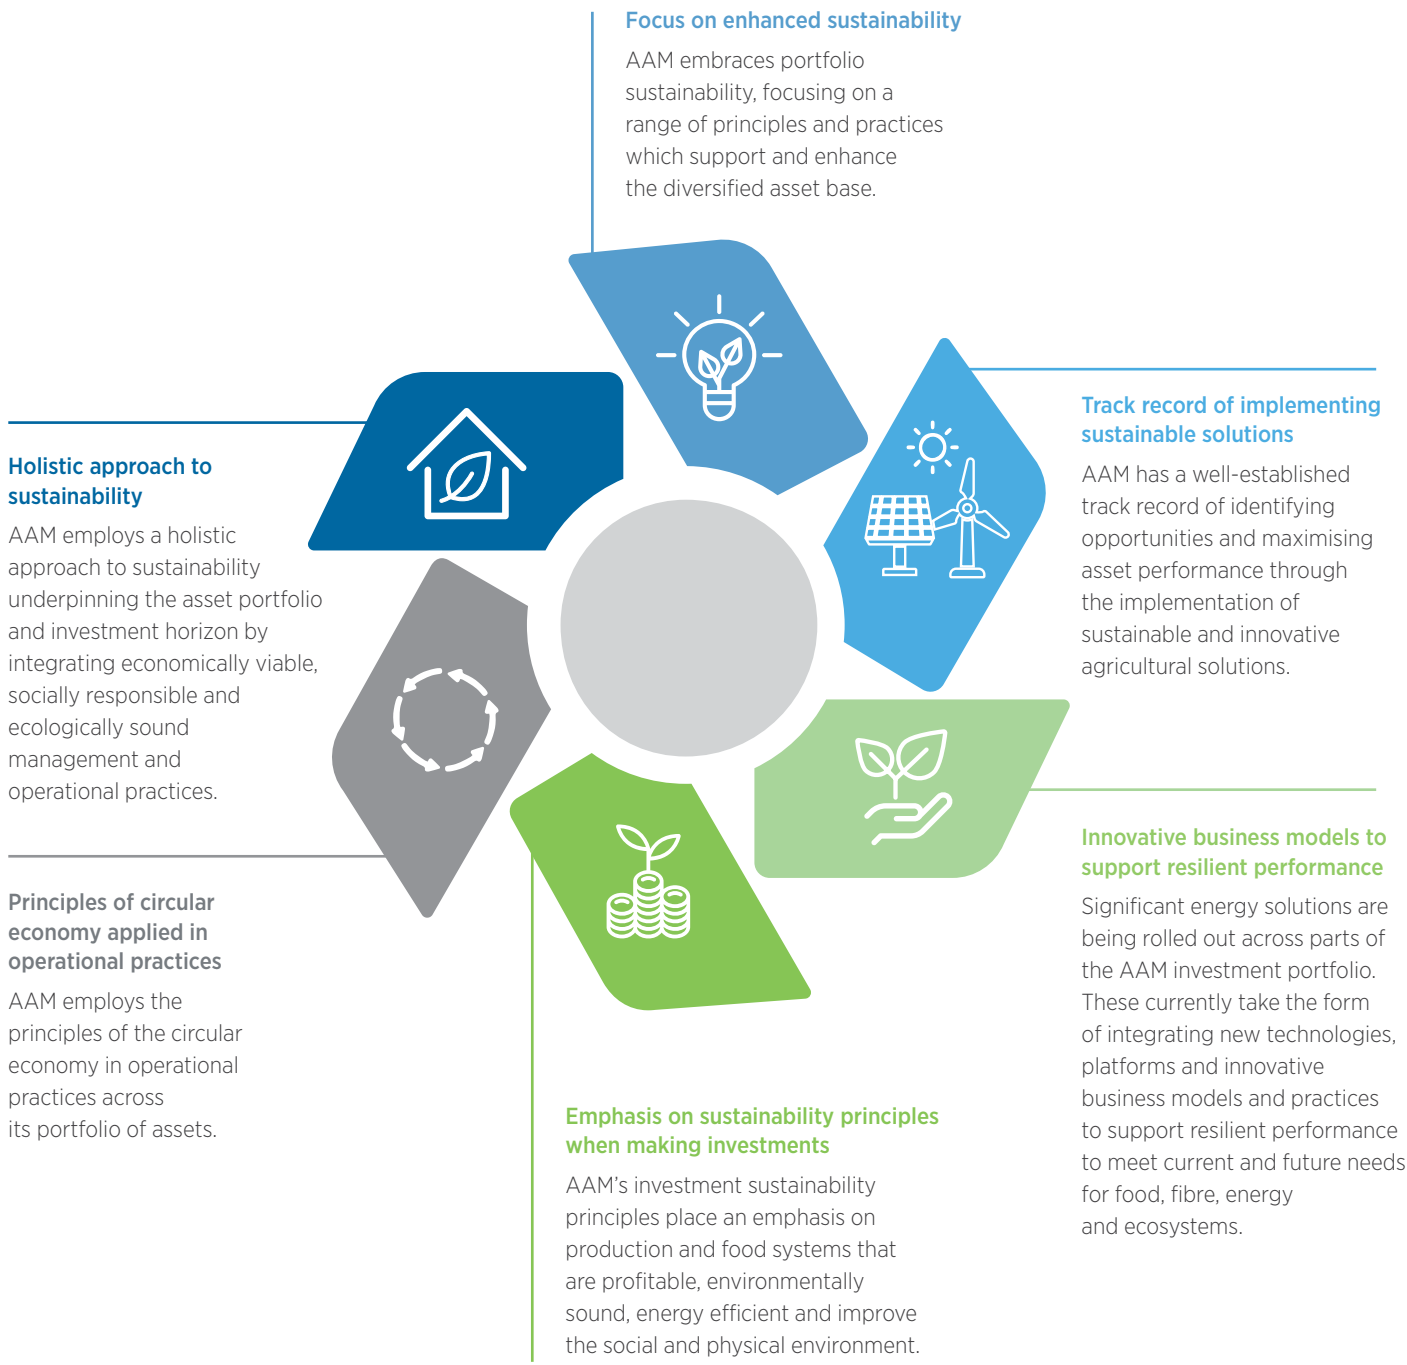 Focus on enhanced sustainability
AAM embraces portfolio
sustainability, focusing on a
range of principles and practices
which support and enhance
the diversified asset base.
Track record of implementing
sustainable solutions
AAM has a well-established
track record of identifying
opportunities and maximising
asset performance through
the implementation of
sustainable and innovative
agricultural solutions.
Innovative business models to
support resilient performance
Significant energy solutions are
being rolled out across parts of
the AAM investment portfolio.
These currently take the form
of integrating new technologies,
platforms and innovative
business models and practices
to support resilient performance
to meet current and future needs
for food, fibre, energy
and ecosystems.
Emphasis on sustainability principles
when making investments
AAM’s investment sustainability
principles place an emphasis on
production and food systems that
are profitable, environmentally
sound, energy efficient and improve
the social and physical environment.
Principles of circular
economy applied in
operational practices
AAM employs the
principles of the circular
economy in operational
practices across
its portfolio of assets.
Holistic approach to
sustainability
AAM employs a holistic
approach to sustainability
underpinning the asset portfolio
and investment horizon by
integrating economically viable,
socially responsible and
ecologically sound
management and
operational practices.